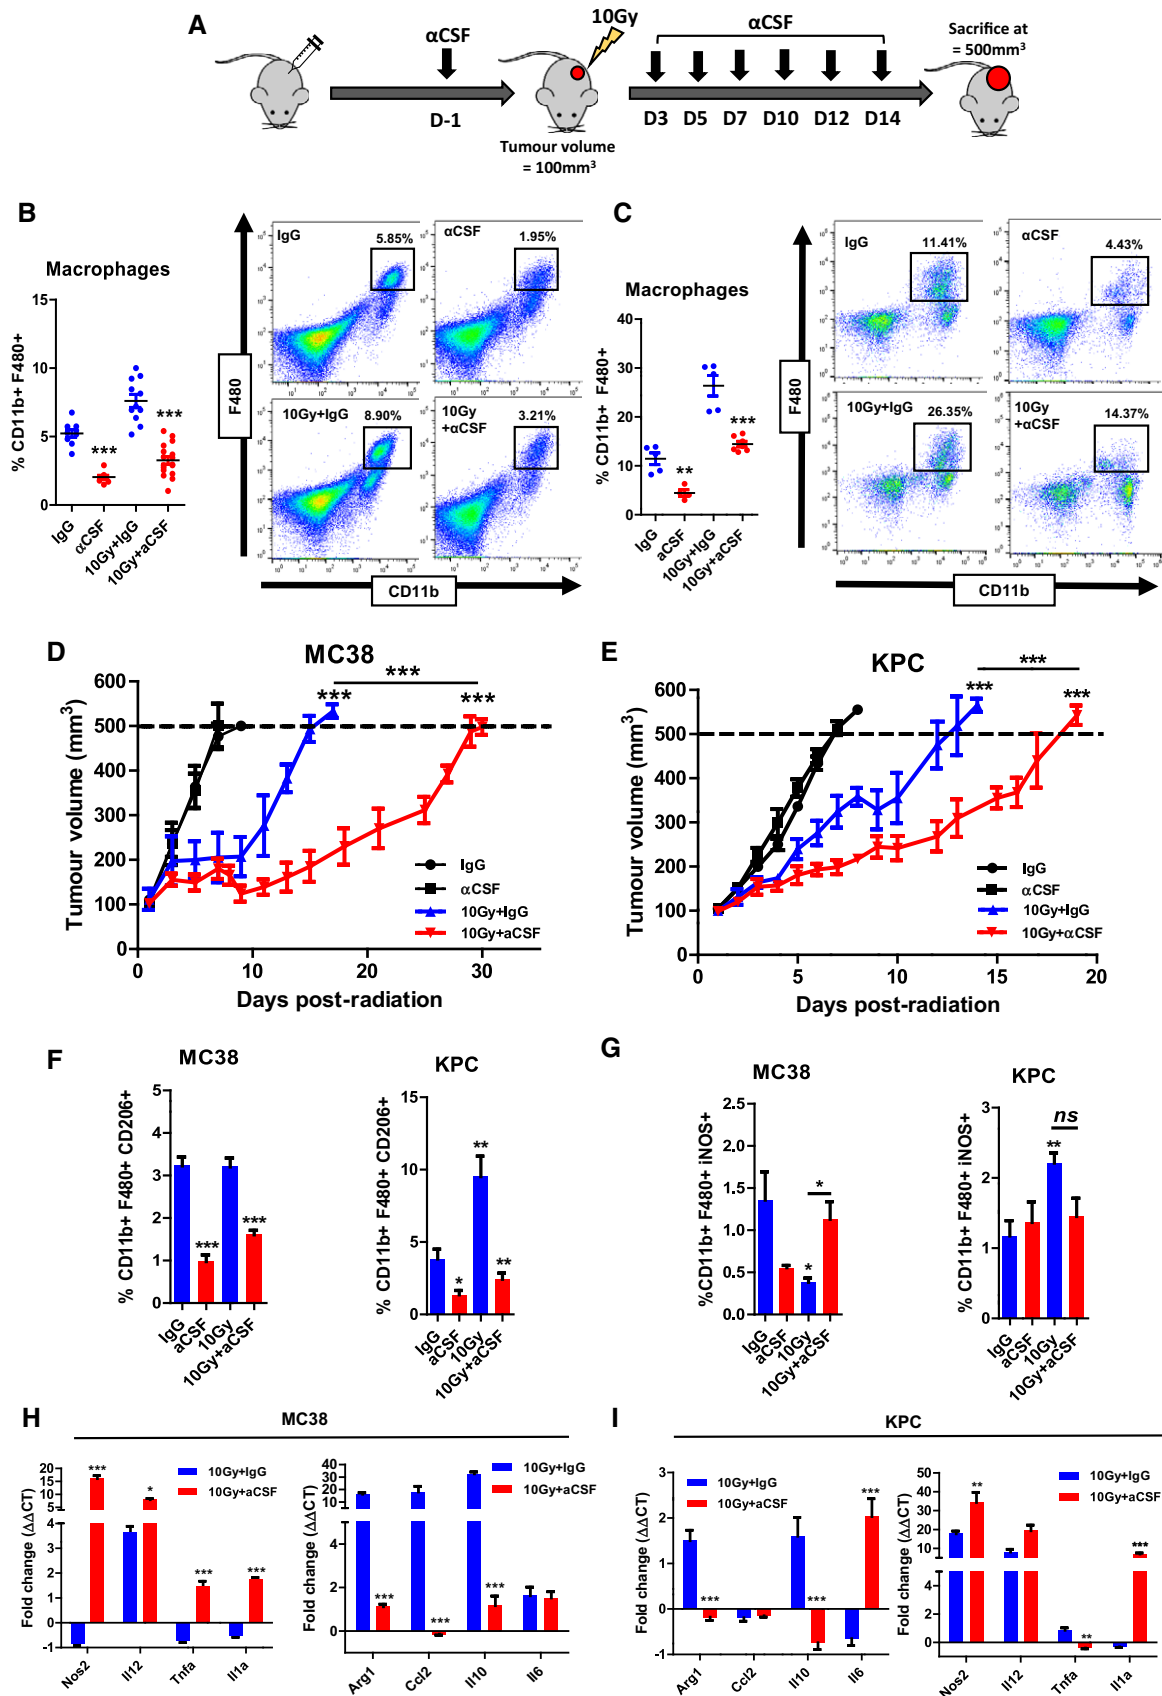 A
αCSF
10Gy
αCSF
Sacrifice at
= 500mm³
D-1
D3 D5 D7 D10 D12 D14
Tumour volume
= 100mm³
B
Macrophages
% CD11b+ F480+
15
10
5
0
IgG
αCSF
10Gy+IgG
10Gy+aCSF
***
***
F480
CD11b
IgG
5.85%
αCSF
1.95%
10Gy+IgG
8.90%
10Gy
+αCSF
3.21%
C
Macrophages
% CD11b+ F480+
40
30
20
10
0
IgG
aCSF
10Gy+IgG
10Gy+aCSF
**
***
F480
CD11b
IgG
11.41%
αCSF
4.43%
10Gy+IgG
26.35%
10Gy
+αCSF
14.37%
D
MC38
Tumour volume (mm³)
600
500
400
300
200
100
0
0 10 20 30
Days post-radiation
***
***
***
IgG
αCSF
10Gy+IgG
10Gy+aCSF
E
KPC
Tumour volume (mm³)
600
500
400
300
200
100
0
0 5 10 15 20
Days post-radiation
***
***
***
IgG
αCSF
10Gy+IgG
10Gy+αCSF
F
MC38
% CD11b+ F480+ CD206+
5
4
3
2
1
0
IgG
aCSF
10Gy
10Gy+aCSF
***
***
KPC
% CD11b+ F480+ CD206+
15
10
5
0
IgG
aCSF
10Gy
10Gy+aCSF
*
**
**
G
MC38
%CD11b+ F480+ iNOS+
2.5
2.0
1.5
1.0
0.5
0.0
IgG
aCSF
10Gy
10Gy+aCSF
*
*
KPC
% CD11b+ F480+ iNOS+
3
2
1
0
IgG
aCSF
10Gy
10Gy+aCSF
**
ns
H
MC38
Fold change (ΔΔCT)
20
15
10
5
4
3
2
1
0
-1
Nos2 Il12 Tnfa Il1a
***
*
***
***
10Gy+IgG
10Gy+aCSF
Fold change (ΔΔCT)
40
30
20
10
4
2
0
Arg1 Ccl2 Il10 Il6
***
***
***
10Gy+IgG
10Gy+aCSF
I
KPC
Fold change (ΔΔCT)
3
2
1
0
-1
Arg1 Ccl2 Il10 Il6
***
***
***
10Gy+IgG
10Gy+aCSF
Fold change (ΔΔCT)
50
40
30
20
10
4
2
0
Nos2 Il12 Tnfa Il1a
**
**
***
10Gy+IgG
10Gy+aCSF